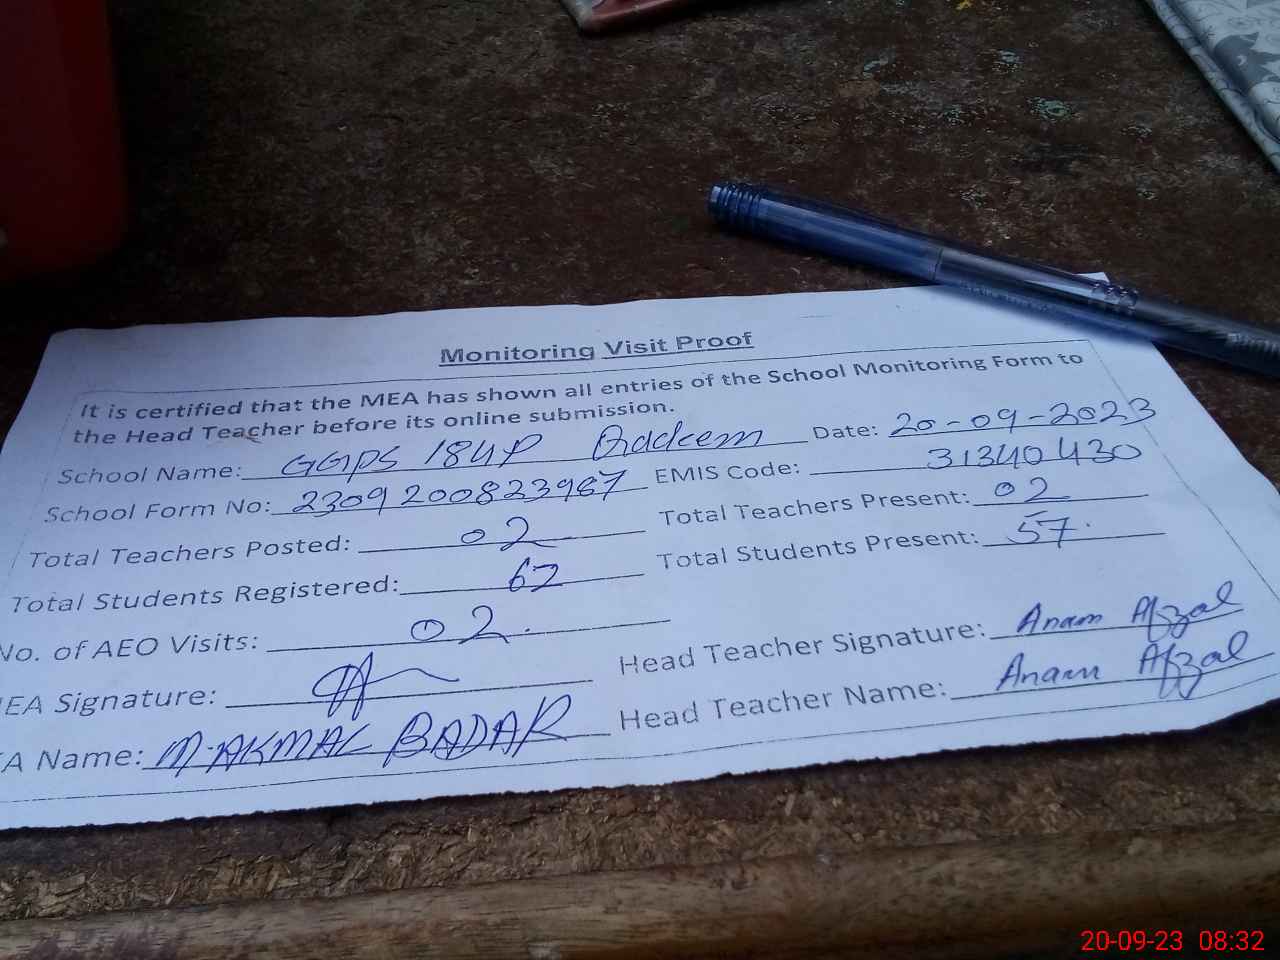 Monitoring Visit Proof
It is certified that the MEA has shown all entries of the School Monitoring Form to
the Head Teacher before its online submission.
School Name: GGPS 184P Date: 20-09-2023
School Form No: 2309200823967 EMIS Code: 31340430
Total Teachers Posted: 02 Total Teachers Present: 02
Total Students Registered: 62 Total Students Present: 57.
No. of AEO Visits: 02.
EA Signature: Head Teacher Signature: Anam Afzal
A Name: M.AKMAL BADAR Head Teacher Name: Anam Afzal
20-09-23 08:32